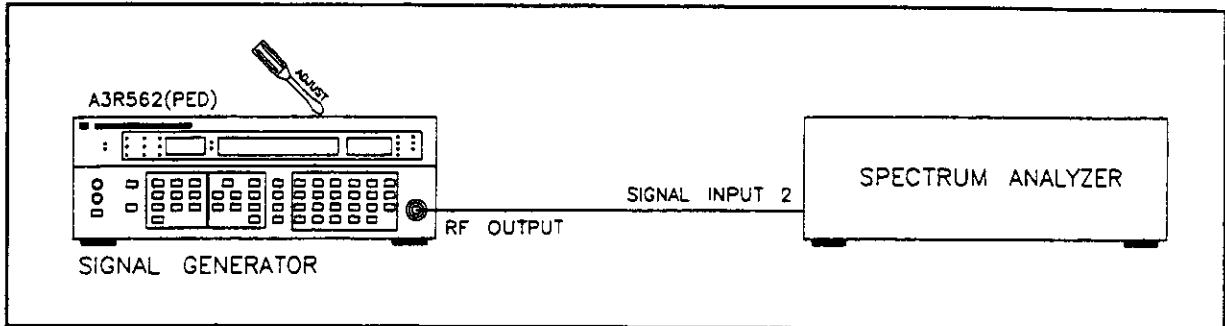 ADJUST
A3R562(PED)
SPECTRUM ANALYZER
SIGNAL INPUT 2
RF OUTPUT
SIGNAL GENERATOR